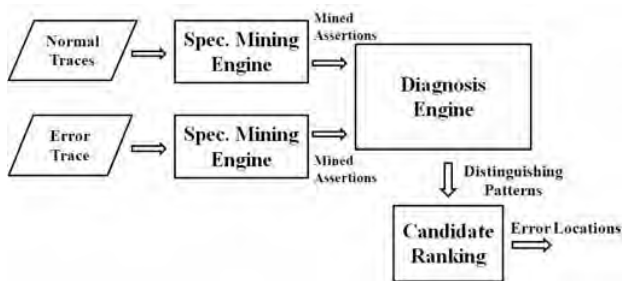 Normal
Traces
Spec. Mining
Engine
Mined
Assertions
Diagnosis
Engine
Error
Trace
Spec. Mining
Engine
Mined
Assertions
Distinguishing
Patterns
Candidate
Ranking
Error Locations